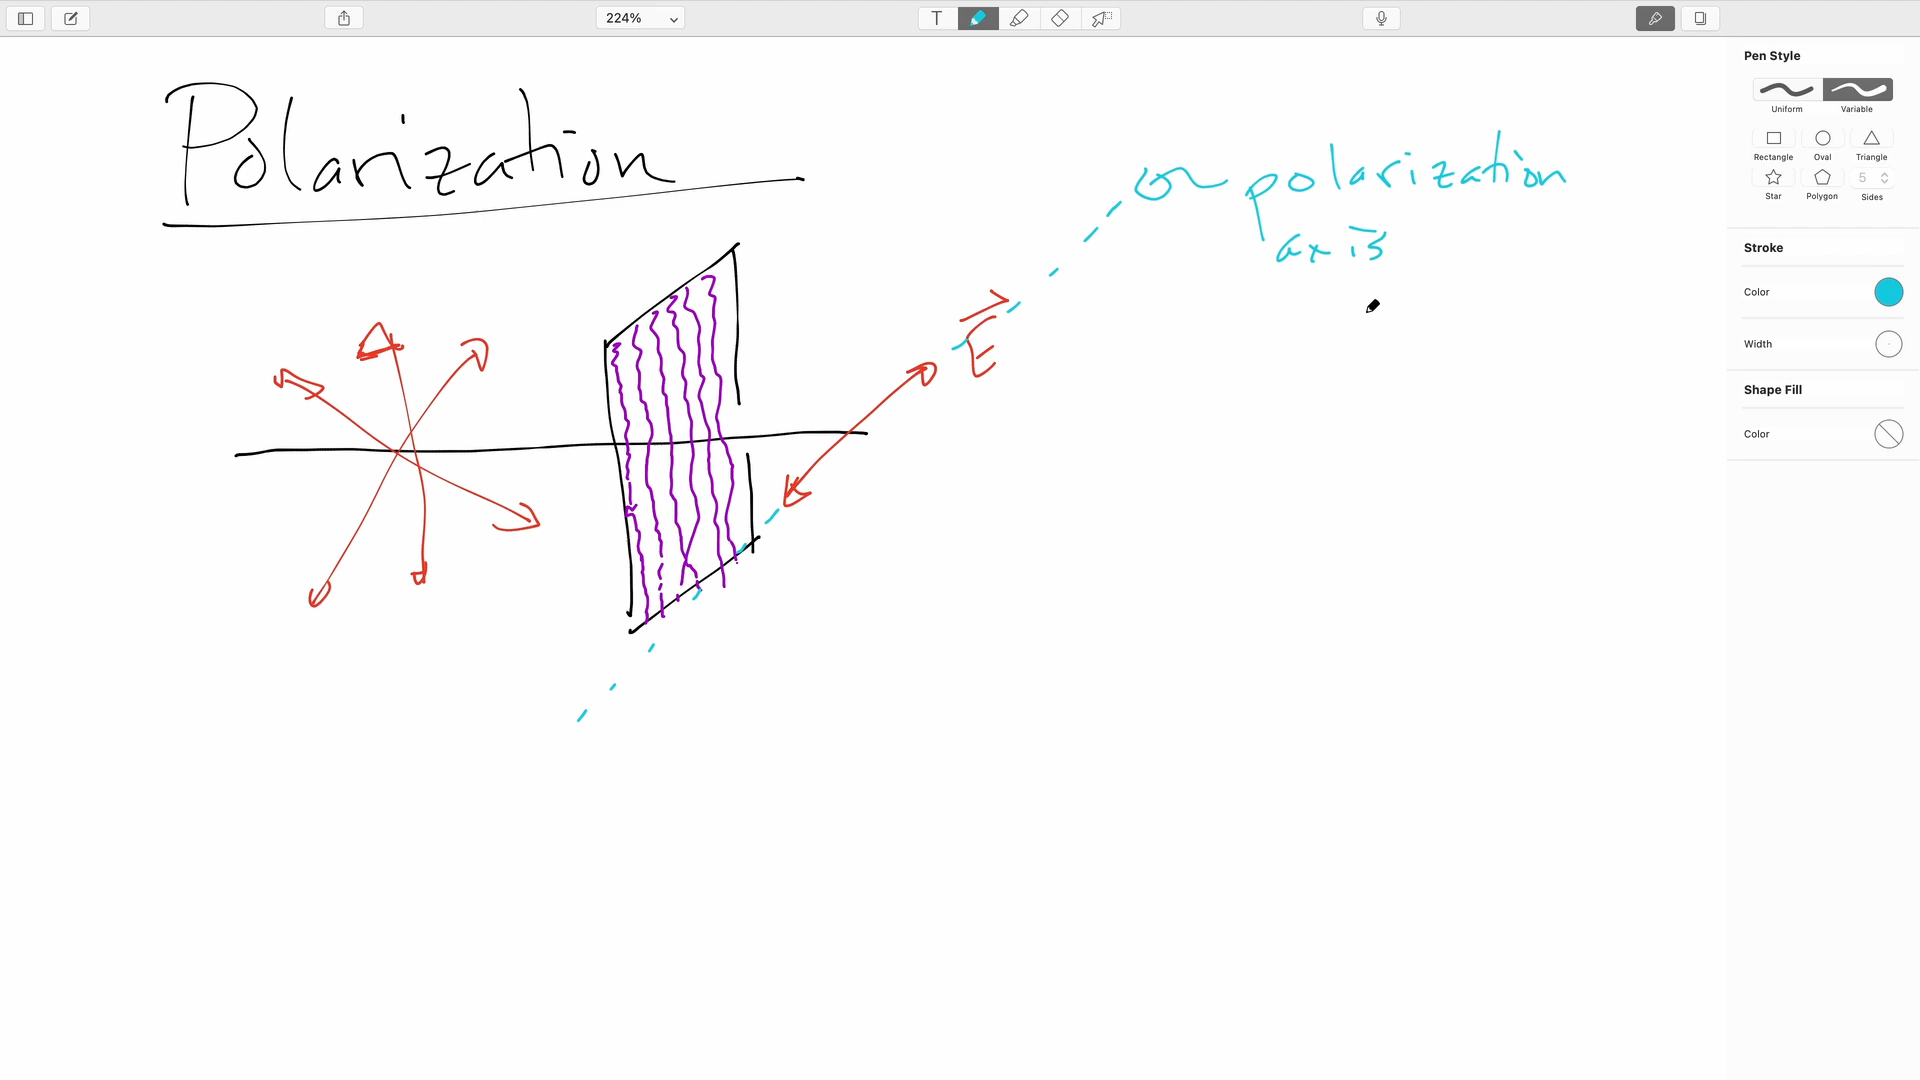 224%
T
Pen Style
Uniform
Variable
Rectangle
Oval
Triangle
5
Star
Polygon
Sides
Stroke
Color
Width
Shape Fill
Color
Polarization
polarization
axis
E